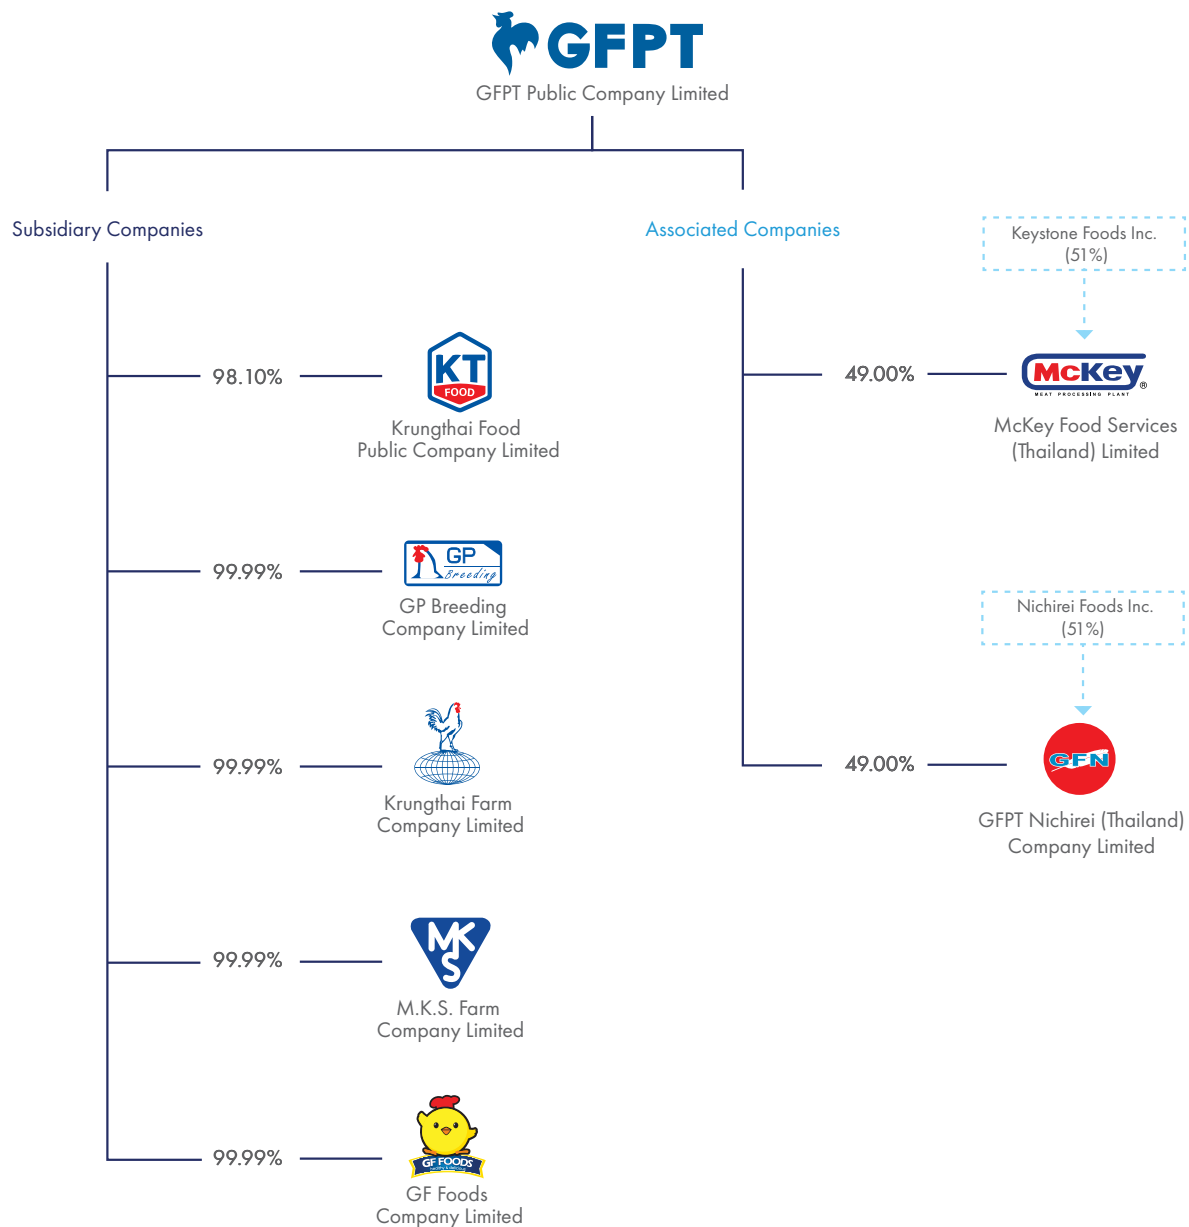 GFPT
GFPT Public Company Limited
Subsidiary Companies
Associated Companies
Keystone Foods Inc.
(51%)
98.10%
KT
FOOD
Krungthai Food
Public Company Limited
49.00%
McKey®
MEAT PROCESSING PLANT
McKey Food Services
(Thailand) Limited
99.99%
GP
Breeding
GP Breeding
Company Limited
Nichirei Foods Inc.
(51%)
99.99%
Krungthai Farm
Company Limited
49.00%
GFN
GFPT Nichirei (Thailand)
Company Limited
99.99%
MK
S
M.K.S. Farm
Company Limited
99.99%
GF FOODS
healthy & delicious
GF Foods
Company Limited